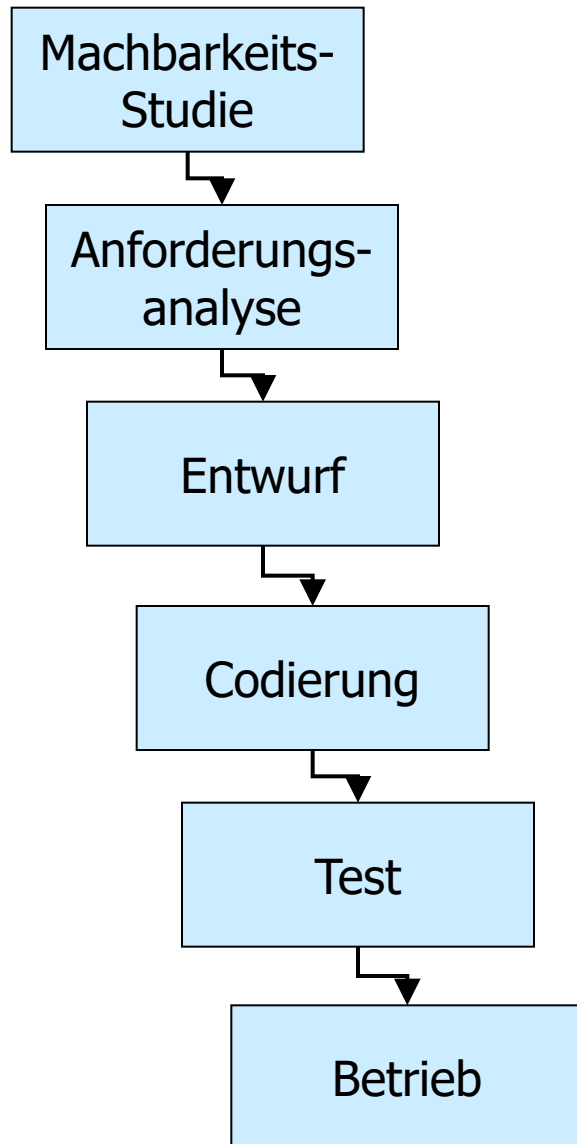 Machbarkeits-
Studie
Anforderungs-
analyse
Entwurf
Codierung
Test
Betrieb